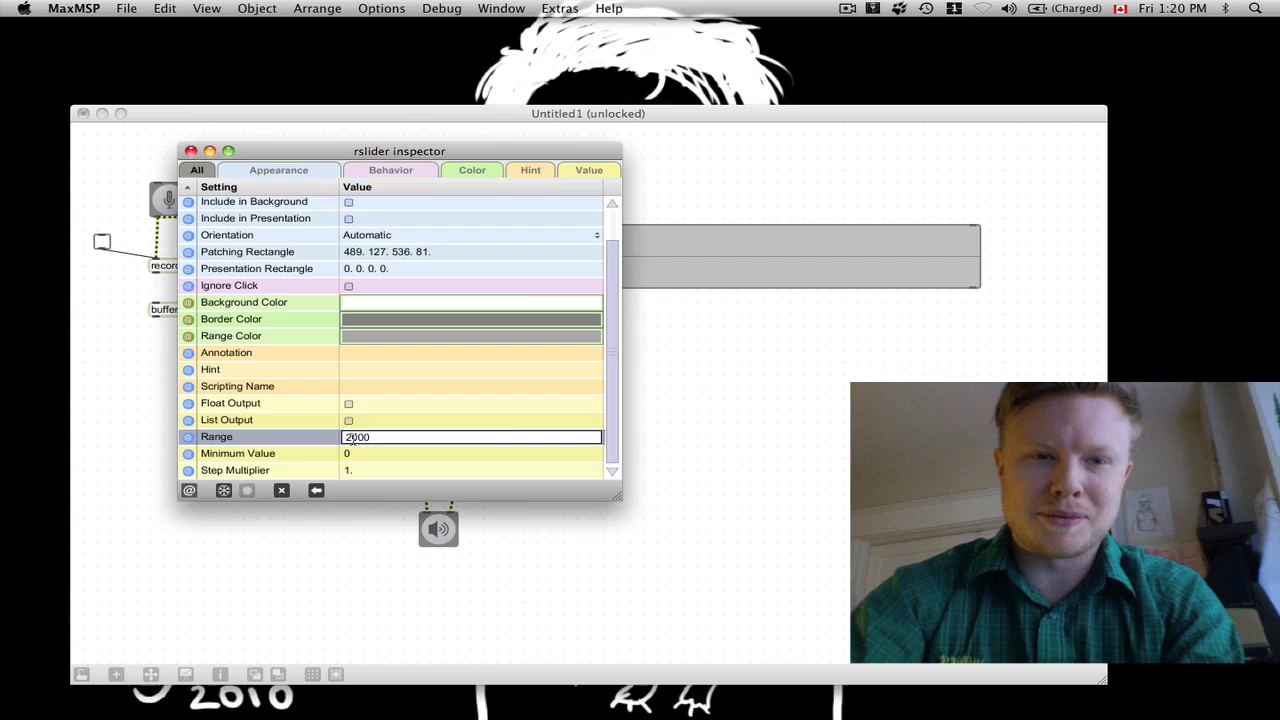 MaxMSP File Edit View Object Arrange Options Debug Window Extras Help (Charged) Fri 1:20 PM
Untitled1 (unlocked)
rslider inspector
All Appearance Behavior Color Hint Value
Setting Value
Include in Background
Include in Presentation
Orientation Automatic
Patching Rectangle 489. 127. 536. 81.
Presentation Rectangle 0. 0. 0. 0.
Ignore Click
Background Color
Border Color
Range Color
Annotation
Hint
Scripting Name
Float Output
List Output
Range 2000
Minimum Value 0
Step Multiplier 1.
record
buffer
2010